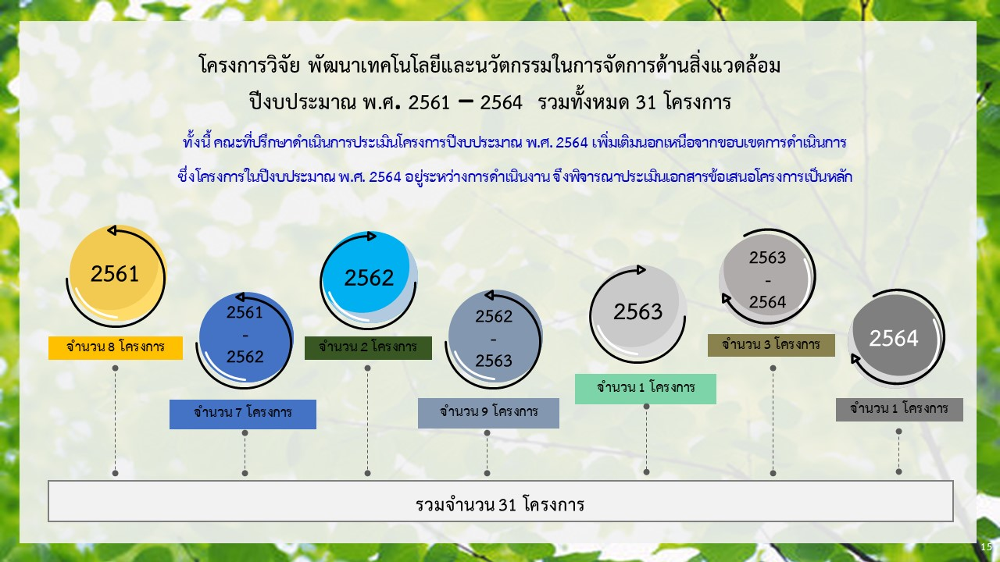 โครงการวิจัย พัฒนาเทคโนโลยีและนวัตกรรมในการจัดการด้านสิ่งแวดล้อม
ปีงบประมาณ พ.ศ. 2561 – 2564 รวมทั้งหมด 31 โครงการ
ทั้งนี้ คณะที่ปรึกษาดำเนินการประเมินโครงการปีงบประมาณ พ.ศ. 2564 เพิ่มเติมนอกเหนือจากขอบเขตการดำเนินการ
ซึ่งโครงการในปีงบประมาณ พ.ศ. 2564 อยู่ระหว่างการดำเนินงาน จึงพิจารณาประเมินเอกสารข้อเสนอโครงการเป็นหลัก
2561
จำนวน 8 โครงการ
2561
-
2562
จำนวน 7 โครงการ
2562
จำนวน 2 โครงการ
2562
-
2563
จำนวน 9 โครงการ
2563
จำนวน 1 โครงการ
2563
-
2564
จำนวน 3 โครงการ
2564
จำนวน 1 โครงการ
รวมจำนวน 31 โครงการ
15